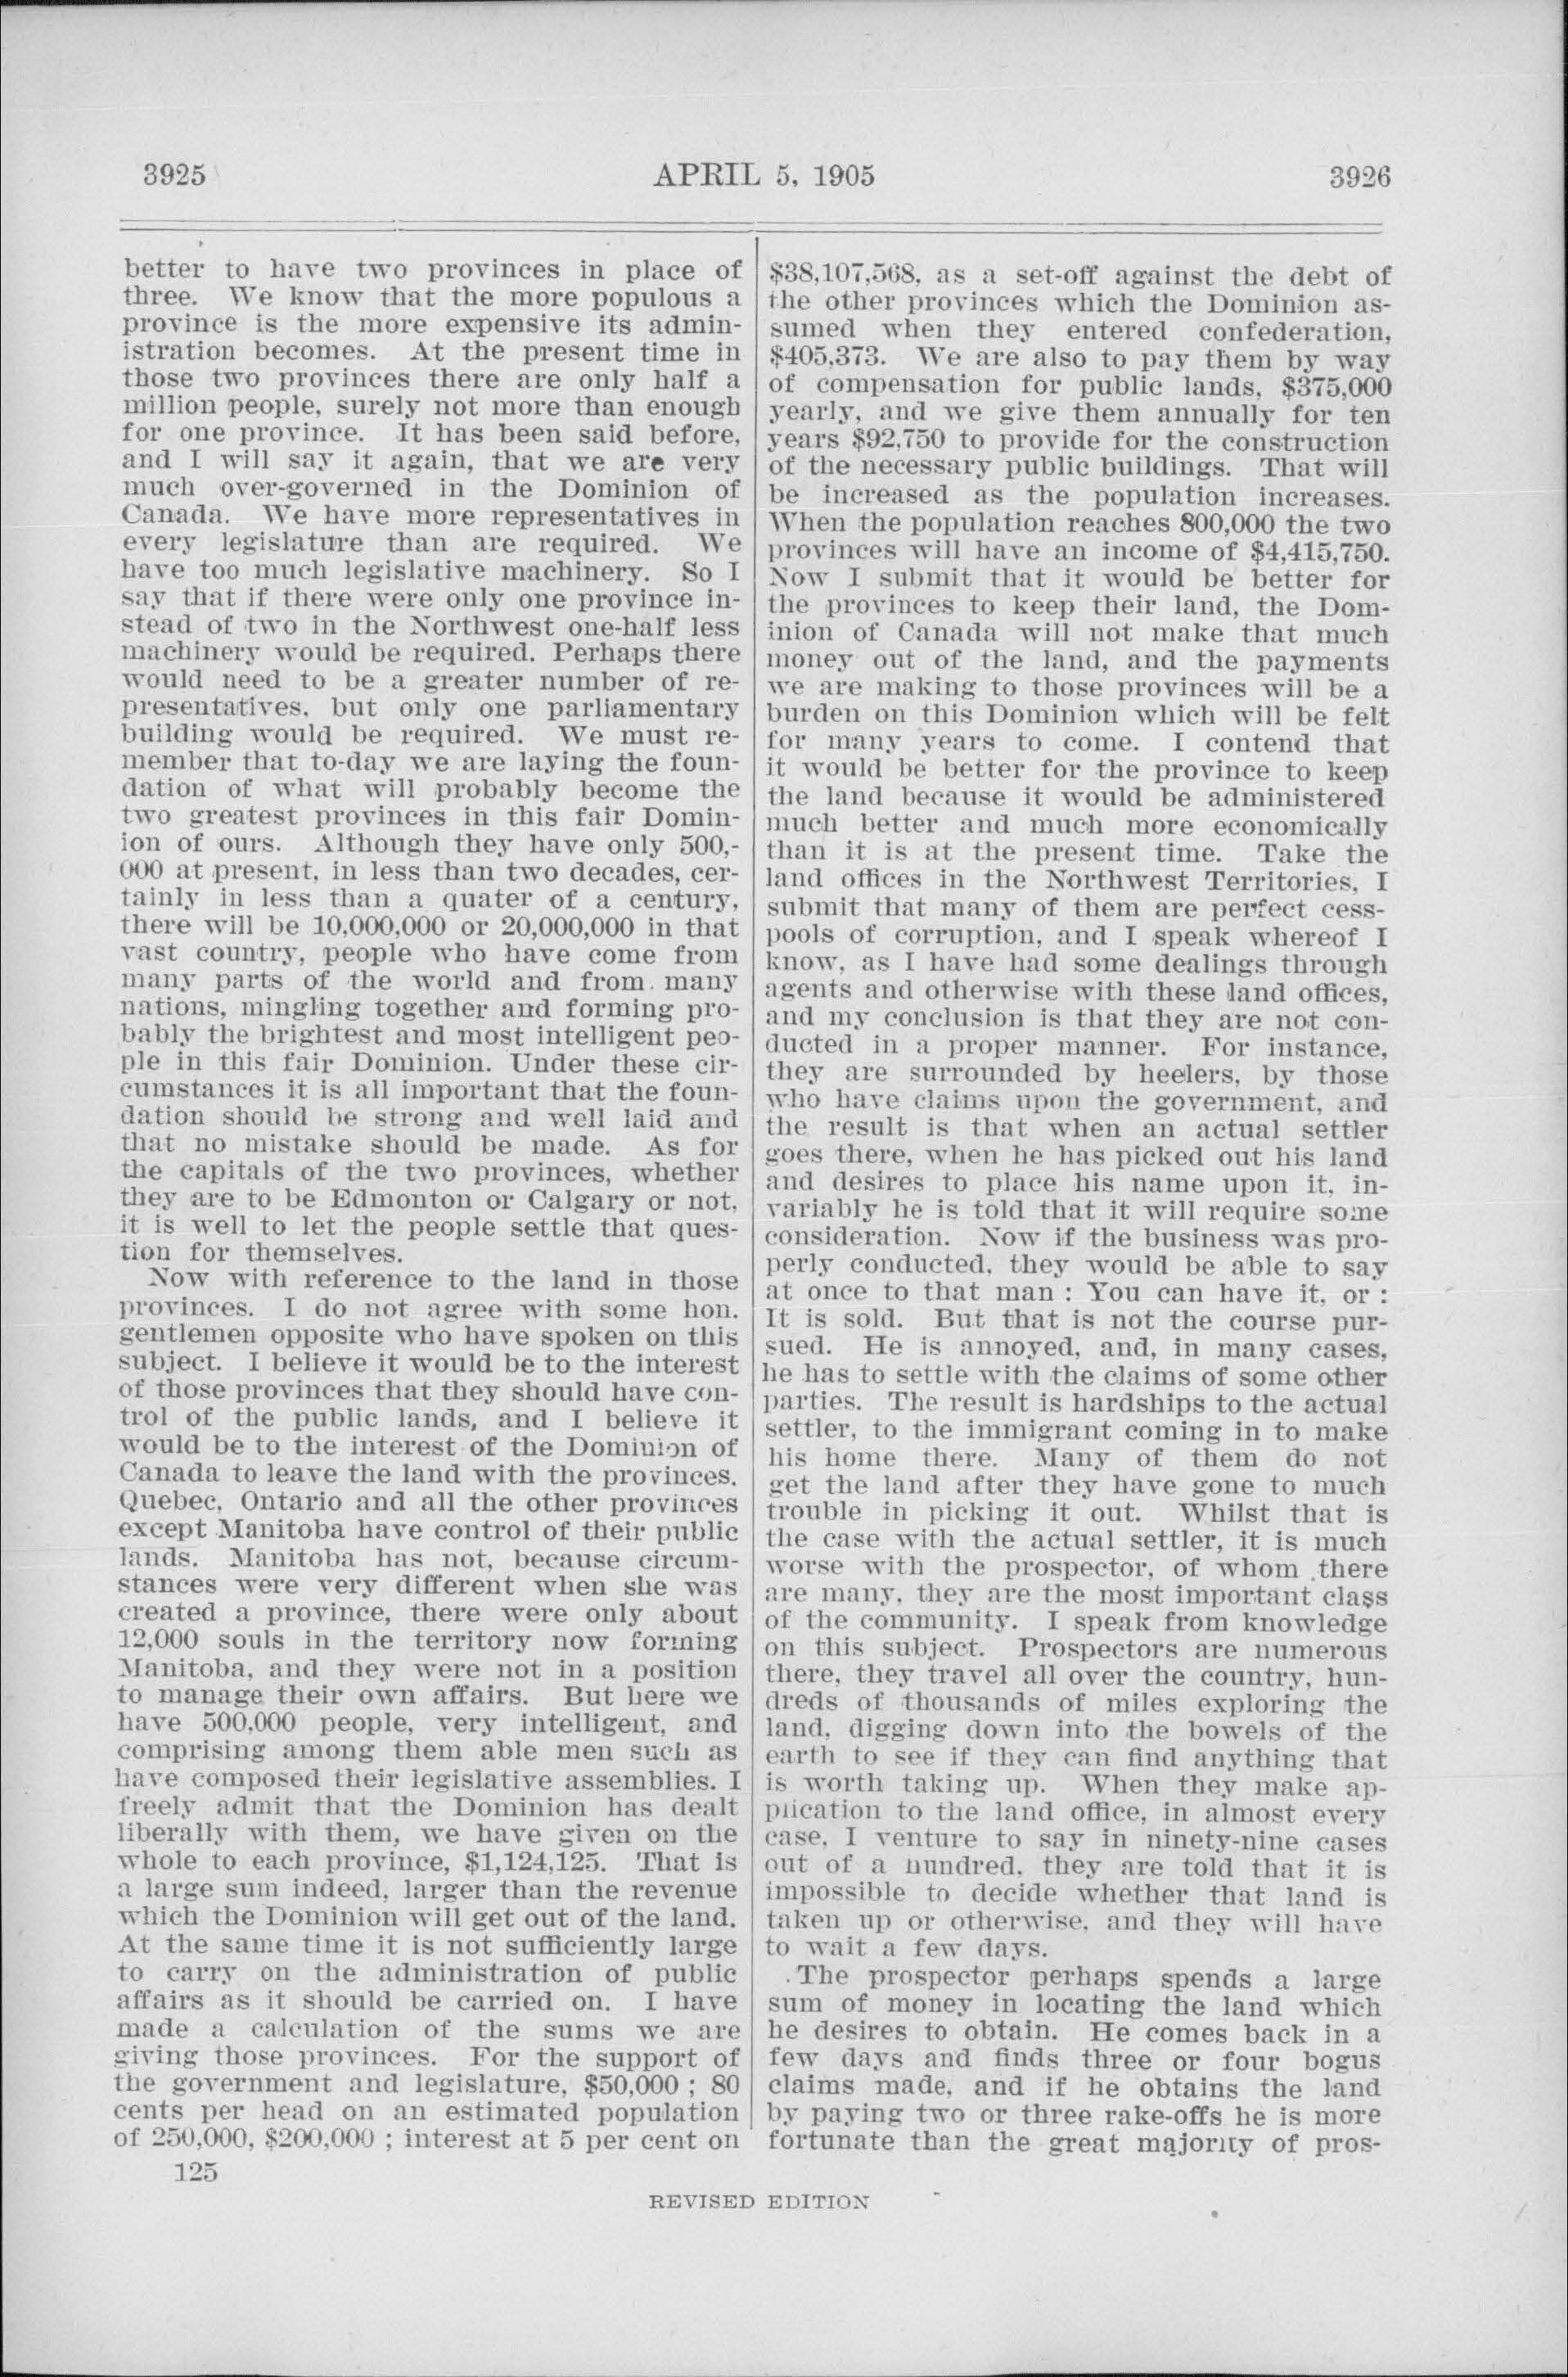 3925
APRIL 5, 1905
3926
better to have two provinces in place of
three. We know that the more populous a
province is the more expensive its admin-
istration becomes. At the present time in
those two provinces there are only half a
million people, surely not more than enough
for one province. It has been said before,
and I will say it again, that we are very
much over-governed in the Dominion of
Canada. We have more representatives in
every legislature than are required. We
have too much legislative machinery. So I
say that if there were only one province in-
stead of two in the Northwest one-half less
machinery would be required. Perhaps there
would need to be a greater number of re-
presentatives, but only one parliamentary
building would be required. We must re-
member that to-day we are laying the foun-
dation of what will probably become the
two greatest provinces in this fair Domin-
ion of ours. Although they have only 500,-
000 at present, in less than two decades, cer-
tainly in less than a quater of a century,
there will be 10,000,000 or 20,000,000 in that
vast country, people who have come from
many parts of the world and from many
nations, mingling together and forming pro-
bably the brightest and most intelligent peo-
ple in this fair Dominion. Under these cir-
cumstances it is all important that the foun-
dation should be strong and well laid and
that no mistake should be made. As for
the capitals of the two provinces, whether
they are to be Edmonton or Calgary or not,
it is well to let the people settle that ques-
tion for themselves.
Now with reference to the land in those
provinces. I do not agree with some hon.
gentlemen opposite who have spoken on this
subject. I believe it would be to the interest
of those provinces that they should have con-
trol of the public lands, and I believe it
would be to the interest of the Dominion of
Canada to leave the land with the provinces.
Quebec, Ontario and all the other provinces
except Manitoba have control of their public
lands. Manitoba has not, because circum-
stances were very different when she was
created a province, there were only about
12,000 souls in the territory now forming
Manitoba, and they were not in a position
to manage their own affairs. But here we
have 500,000 people, very intelligent, and
comprising among them able men such as
have composed their legislative assemblies. I
freely admit that the Dominion has dealt
liberally with them, we have given on the
whole to each province, $1,124,125. That is
a large sum indeed, larger than the revenue
which the Dominion will get out of the land.
At the same time it is not sufficiently large
to carry on the administration of public
affairs as it should be carried on. I have
made a calculation of the sums we are
giving those provinces. For the support of
the government and legislature, $50,000 ; 80
cents per head on an estimated population
of 250,000, $200,000 ; interest at 5 per cent on
125
$38,107,568, as a set-off against the debt of
the other provinces which the Dominion as-
sumed when they entered confederation,
$405,373. We are also to pay them by way
of compensation for public lands, $375,000
yearly, and we give them annually for ten
years $92,750 to provide for the construction
of the necessary public buildings. That will
be increased as the population increases.
When the population reaches 800,000 the two
provinces will have an income of $4,415,750.
Now I submit that it would be better for
the provinces to keep their land, the Dom-
inion of Canada will not make that much
money out of the land, and the payments
we are making to those provinces will be a
burden on this Dominion which will be felt
for many years to come. I contend that
it would be better for the province to keep
the land because it would be administered
much better and much more economically
than it is at the present time. Take the
land offices in the Northwest Territories, I
submit that many of them are perfect cess-
pools of corruption, and I speak whereof I
know, as I have had some dealings through
agents and otherwise with these land offices,
and my conclusion is that they are not con-
ducted in a proper manner. For instance,
they are surrounded by heelers, by those
who have claims upon the government, and
the result is that when an actual settler
goes there, when he has picked out his land
and desires to place his name upon it, in-
variably he is told that it will require some
consideration. Now if the business was pro-
perly conducted, they would be able to say
at once to that man : You can have it, or :
It is sold. But that is not the course pur-
sued. He is annoyed, and, in many cases,
he has to settle with the claims of some other
parties. The result is hardships to the actual
settler, to the immigrant coming in to make
his home there. Many of them do not
get the land after they have gone to much
trouble in picking it out. Whilst that is
the case with the actual settler, it is much
worse with the prospector, of whom there
are many, they are the most important class
of the community. I speak from knowledge
on this subject. Prospectors are numerous
there, they travel all over the country, hun-
dreds of thousands of miles exploring the
land, digging down into the bowels of the
earth to see if they can find anything that
is worth taking up. When they make ap-
plication to the land office, in almost every
case, I venture to say in ninety-nine cases
out of a hundred, they are told that it is
impossible to decide whether that land is
taken up or otherwise, and they will have
to wait a few days.
The prospector perhaps spends a large
sum of money in locating the land which
he desires to obtain. He comes back in a
few days and finds three or four bogus
claims made, and if he obtains the land
by paying two or three rake-offs he is more
fortunate than the great majority of pros-
REVISED EDITION